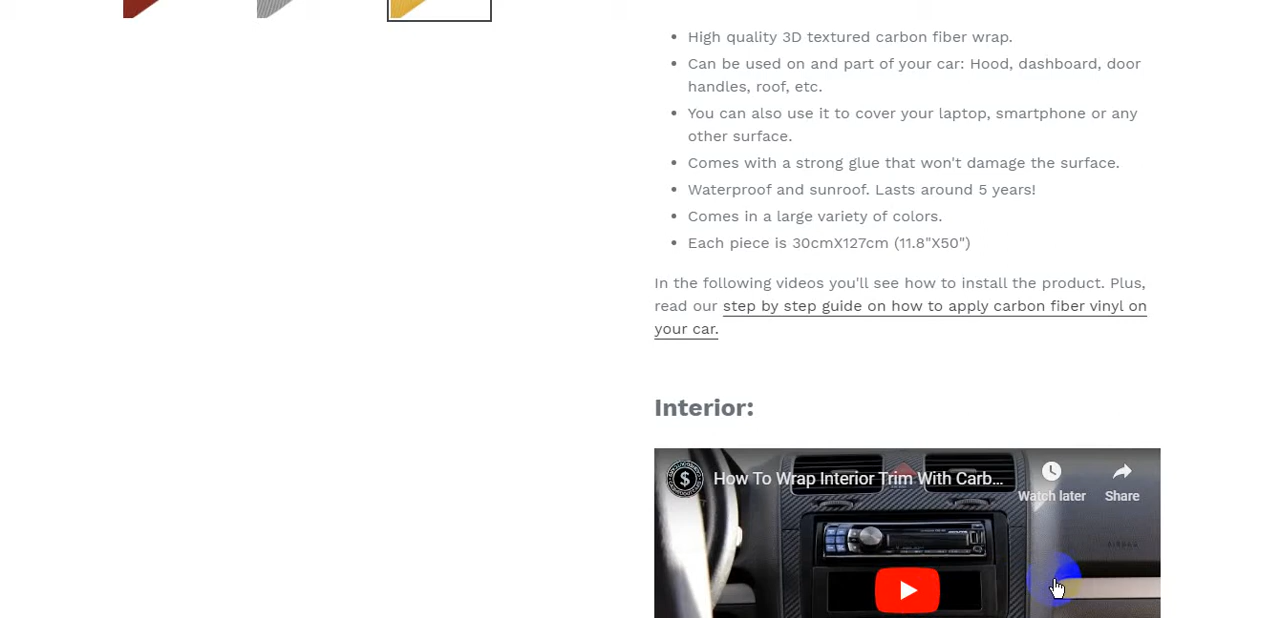 High quality 3D textured carbon fiber wrap.
Can be used on and part of your car: Hood, dashboard, door
handles, roof, etc.
You can also use it to cover your laptop, smartphone or any
other surface.
Comes with a strong glue that won't damage the surface.
Waterproof and sunroof. Lasts around 5 years!
Comes in a large variety of colors.
Each piece is 30cmX127cm (11.8"X50")
In the following videos you'll see how to install the product. Plus,
read our step by step guide on how to apply carbon fiber vinyl on
your car.
Interior:
How To Wrap Interior Trim With Carb...
Watch later
Share